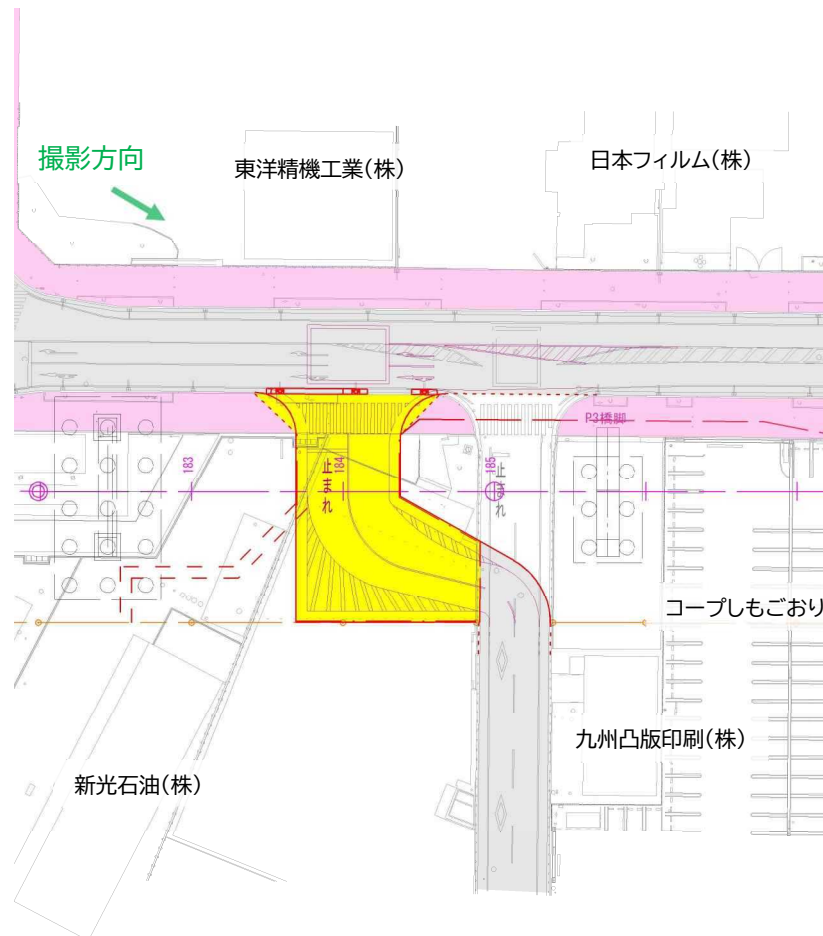 撮影方向
東洋精機工業(株)
日本フィルム(株)
P3橋脚
183
184
185
止まれ
止まれ
コープしもごおり
九州凸版印刷(株)
新光石油(株)